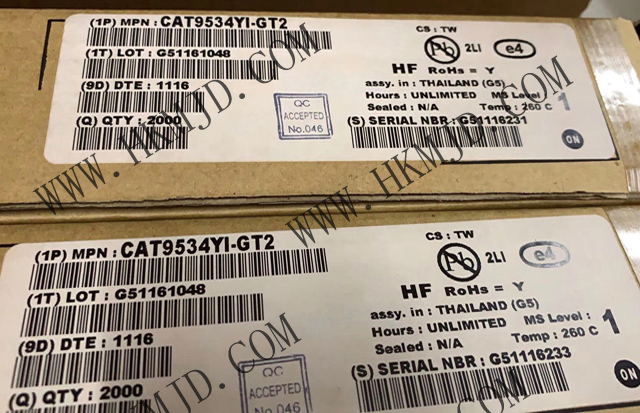 (1P) MPN : CAT9534YI-GT2
(1T) LOT : G51161048
(9D) DTE : 1116
(Q) QTY : 2000
QC
ACCEPTED
No.046
CS : TW
Pb 2LI e4
HF RoHs = Y
assy. in : THAILAND (G5)
Hours : UNLIMITED MS Level : 1
Sealed : N/A Temp : 260 C
(S) SERIAL NBR : G51116231
ON
WWW.HKMJD.COM
WWW.HKMJD.COM
(1P) MPN : CAT9534YI-GT2
(1T) LOT : G51161048
(9D) DTE : 1116
(Q) QTY : 2000
QC
ACCEPTED
No.046
CS : TW
Pb 2LI e4
HF RoHs = Y
assy. in : THAILAND (G5)
Hours : UNLIMITED MS Level : 1
Sealed : N/A Temp : 260 C
(S) SERIAL NBR : G51116233
ON
HKMJD.COM